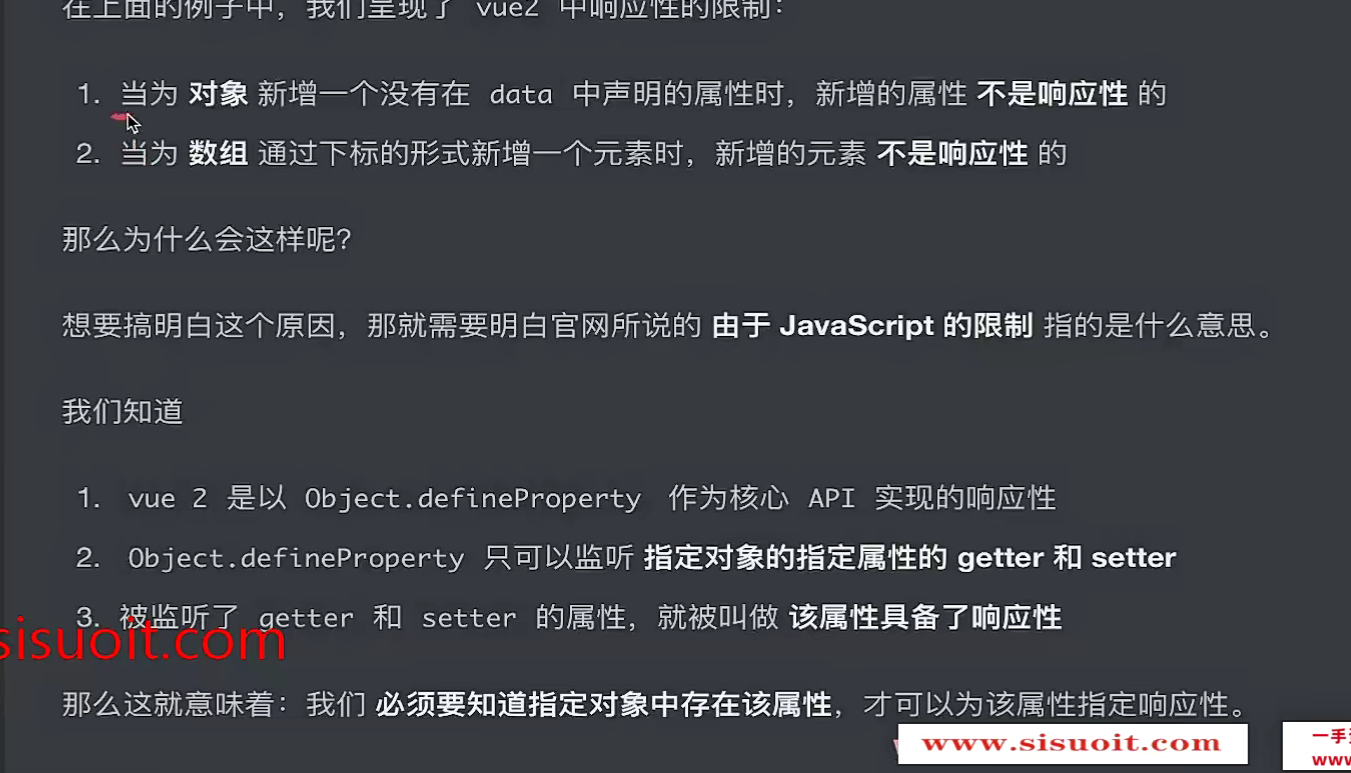 在上面的例子中，我们呈现了 vue2 中响应性的限制：
1. 当为 对象 新增一个没有在 data 中声明的属性时，新增的属性 不是响应性 的
2. 当为 数组 通过下标的形式新增一个元素时，新增的元素 不是响应性 的
那么为什么会这样呢？
想要搞明白这个原因，那就需要明白官网所说的 由于 JavaScript 的限制 指的是什么意思。
我们知道
1. vue 2 是以 Object.defineProperty 作为核心 API 实现的响应性
2. Object.defineProperty 只可以监听 指定对象的指定属性的 getter 和 setter
3. 被监听了 getter 和 setter 的属性，就被叫做 该属性具备了响应性
sisuoit.com
那么这就意味着：我们 必须要知道指定对象中存在该属性，才可以为该属性指定响应性。
www.sisuoit.com
一手
www